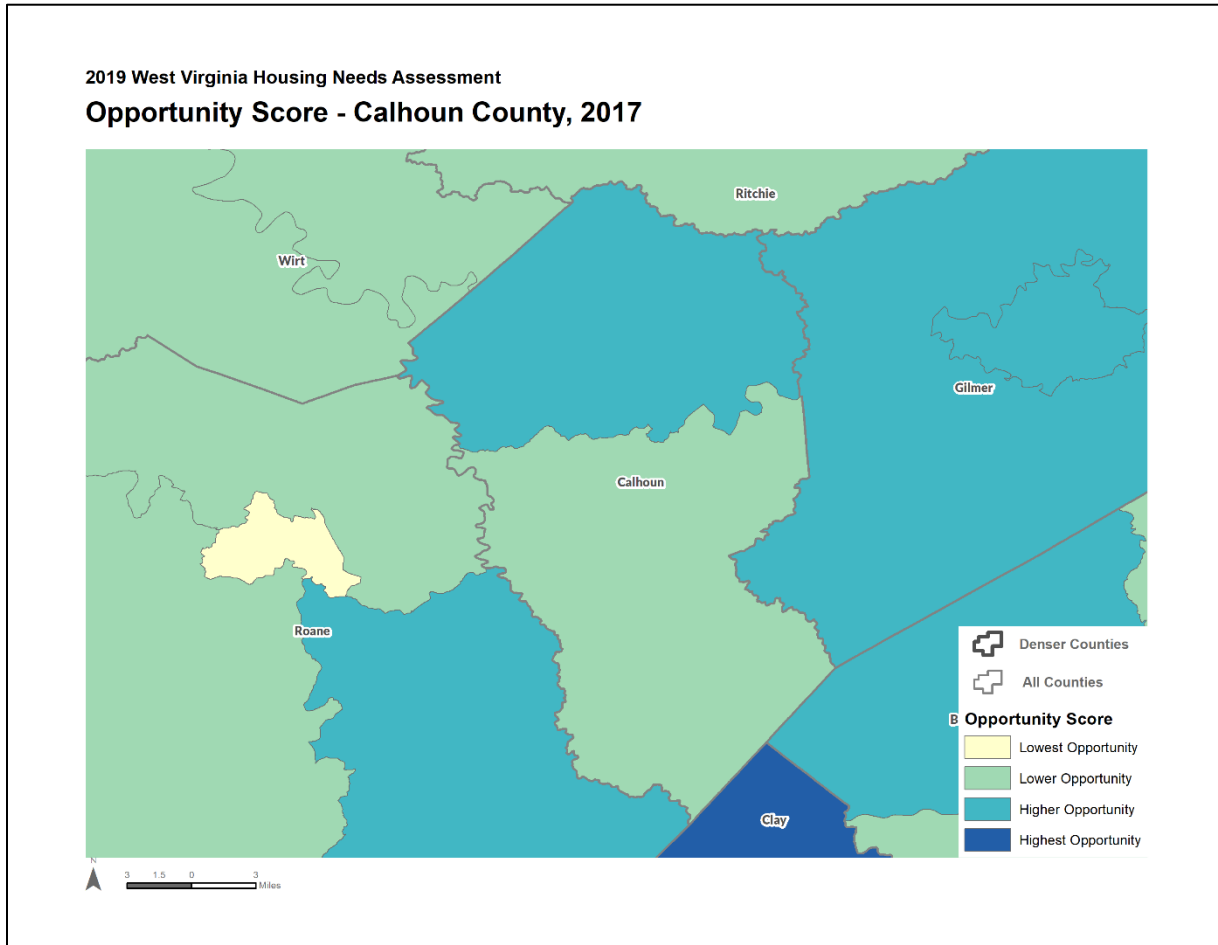 2019 West Virginia Housing Needs Assessment
Opportunity Score - Calhoun County, 2017
Ritchie
Wirt
Gilmer
Calhoun
Roane
Denser Counties
All Counties
B
Opportunity Score
Lowest Opportunity
Lower Opportunity
Higher Opportunity
Clay
Highest Opportunity
N
3 1.5 0 3
Miles